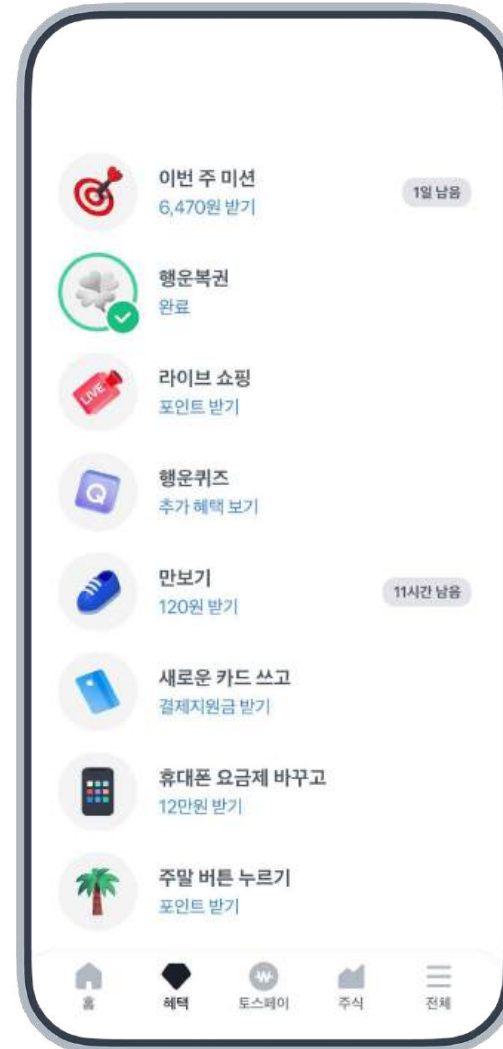 이번 주 미션
6,470원 받기
1일 남음
행운복권
완료
LIVE
라이브 쇼핑
포인트 받기
Q
행운퀴즈
추가 혜택 보기
만보기
120원 받기
11시간 남음
새로운 카드 쓰고
결제지원금 받기
휴대폰 요금제 바꾸고
12만원 받기
주말 버튼 누르기
포인트 받기
홈
혜택
토스페이
주식
전체